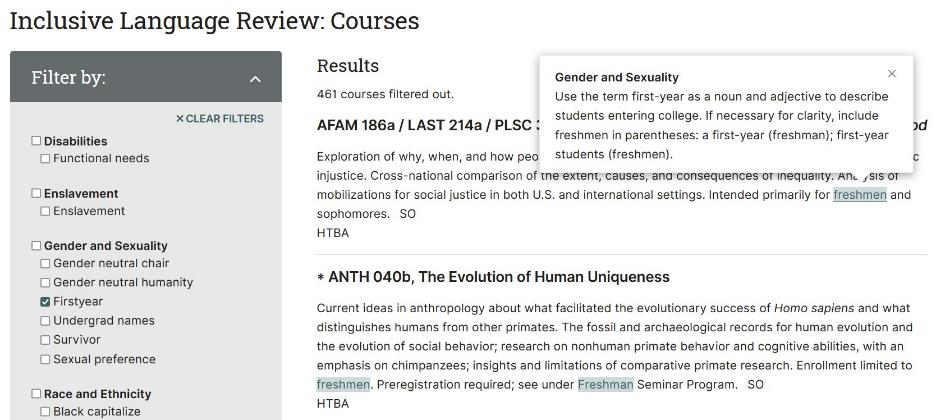 Inclusive Language Review: Courses
Filter by:
× CLEAR FILTERS
Disabilities
Functional needs
Enslavement
Enslavement
Gender and Sexuality
Gender neutral chair
Gender neutral humanity
Firstyear
Undergrad names
Survivor
Sexual preference
Race and Ethnicity
Black capitalize
Results
461 courses filtered out.
Gender and Sexuality
Use the term first-year as a noun and adjective to describe
students entering college. If necessary for clarity, include
freshmen in parentheses: a first-year (freshman); first-year
students (freshmen).
AFAM 186a / LAST 214a / PLSC
Exploration of why, when, and how
injustice. Cross-national comparison of the extent, causes, and consequences of inequality. Analysis of
mobilizations for social justice in both U.S. and international settings. Intended primarily for freshmen and
sophomores. SO
HTBA
* ANTH 040b, The Evolution of Human Uniqueness
Current ideas in anthropology about what facilitated the evolutionary success of Homo sapiens and what
distinguishes humans from other primates. The fossil and archaeological records for human evolution and
the evolution of social behavior; research on nonhuman primate behavior and cognitive abilities, with an
emphasis on chimpanzees; insights and limitations of comparative primate research. Enrollment limited to
freshmen. Preregistration required; see under Freshman Seminar Program. SO
HTBA